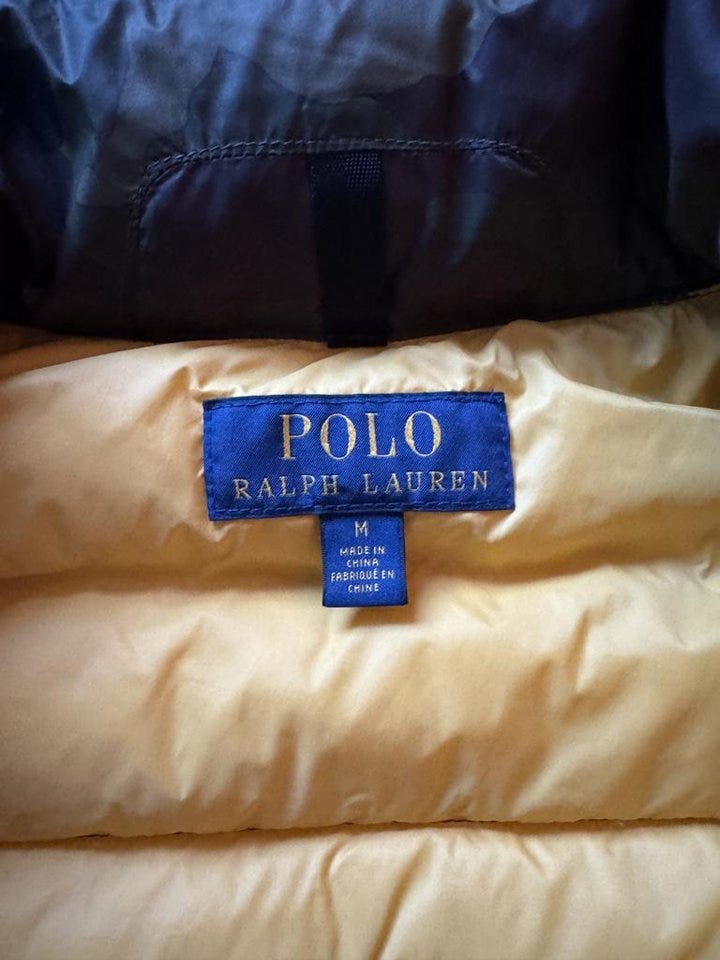 POLO
RALPH LAUREN
M
MADE IN
CHINA
FABRIQUÉ EN
CHINE